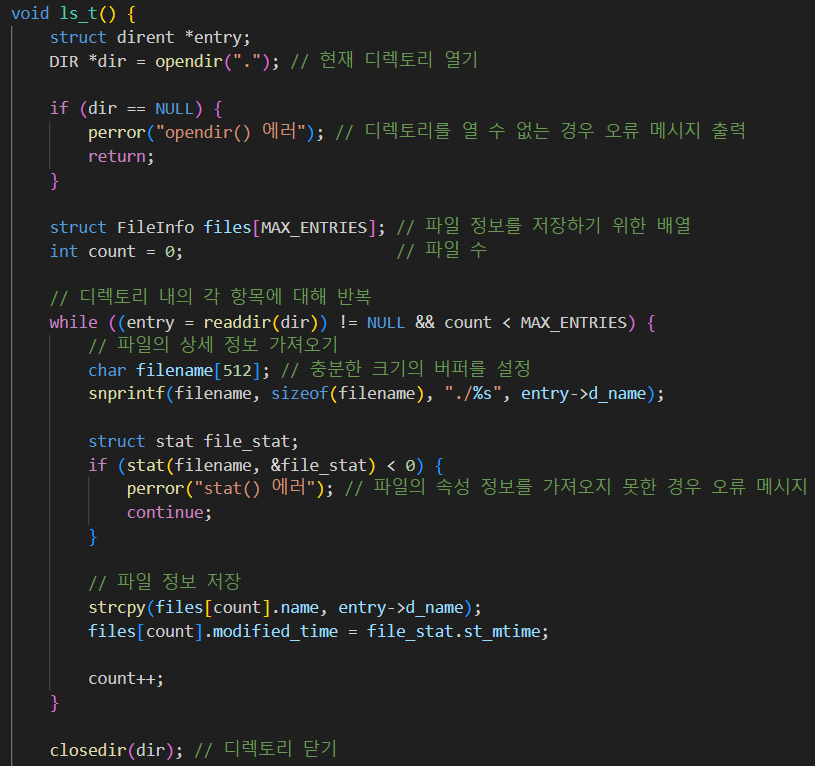 void ls_t() {
    struct dirent *entry;
    DIR *dir = opendir("."); // 현재 디렉토리 열기
    if (dir == NULL) {
        perror("opendir() 에러"); // 디렉토리를 열 수 없는 경우 오류 메시지 출력
        return;
    }
    struct FileInfo files[MAX_ENTRIES]; // 파일 정보를 저장하기 위한 배열
    int count = 0;                      // 파일 수
    // 디렉토리 내의 각 항목에 대해 반복
    while ((entry = readdir(dir)) != NULL && count < MAX_ENTRIES) {
        // 파일의 상세 정보 가져오기
        char filename[512]; // 충분한 크기의 버퍼를 설정
        snprintf(filename, sizeof(filename), "./%s", entry->d_name);
        struct stat file_stat;
        if (stat(filename, &file_stat) < 0) {
            perror("stat() 에러"); // 파일의 속성 정보를 가져오지 못한 경우 오류 메시지
            continue;
        }
        // 파일 정보 저장
        strcpy(files[count].name, entry->d_name);
        files[count].modified_time = file_stat.st_mtime;
        count++;
    }
    closedir(dir); // 디렉토리 닫기